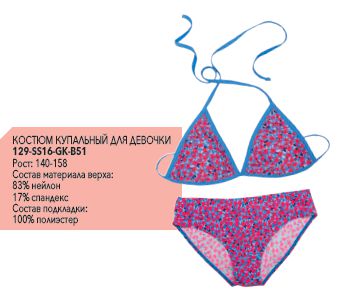 КОСТЮМ КУПАЛЬНЫЙ ДЛЯ ДЕВОЧКИ
129-SS16-GK-B51
Рост: 140-158
Состав материала верха:
83% нейлон
17% спандекс
Состав подкладки:
100% полиэстер